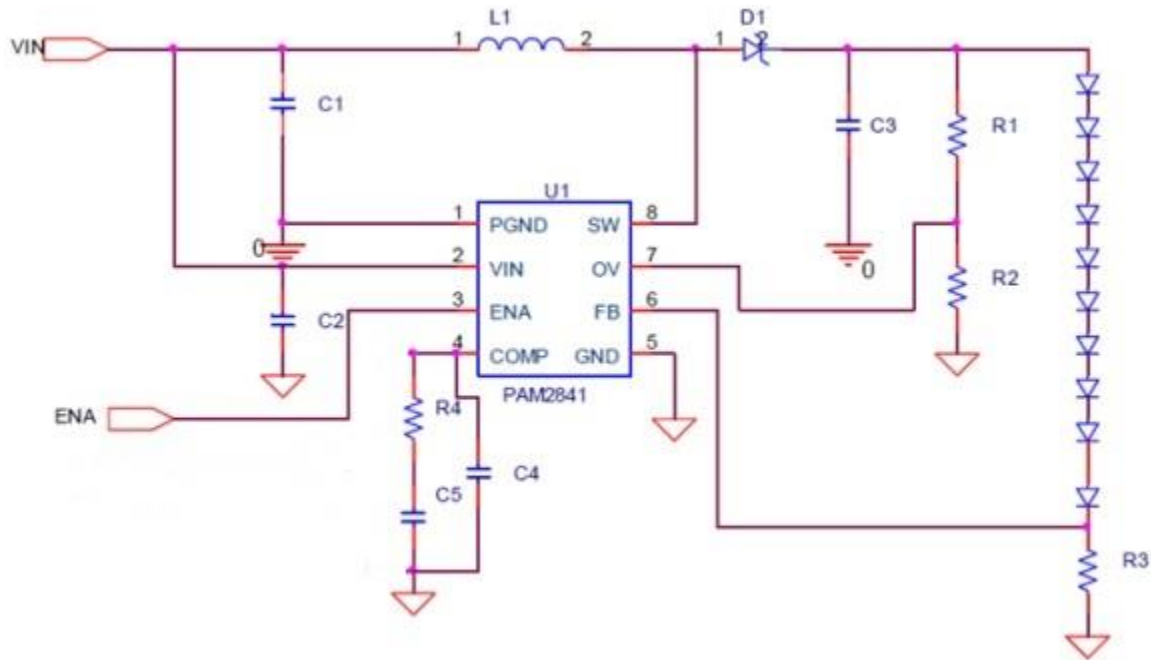 L1
D1
VIN
1
2
1
2
C1
C3
R1
U1
1
PGND
SW
8
0
2
VIN
OV
7
0
R2
3
ENA
FB
6
C2
4
COMP
GND
5
PAM2841
R4
ENA
C4
C5
R3